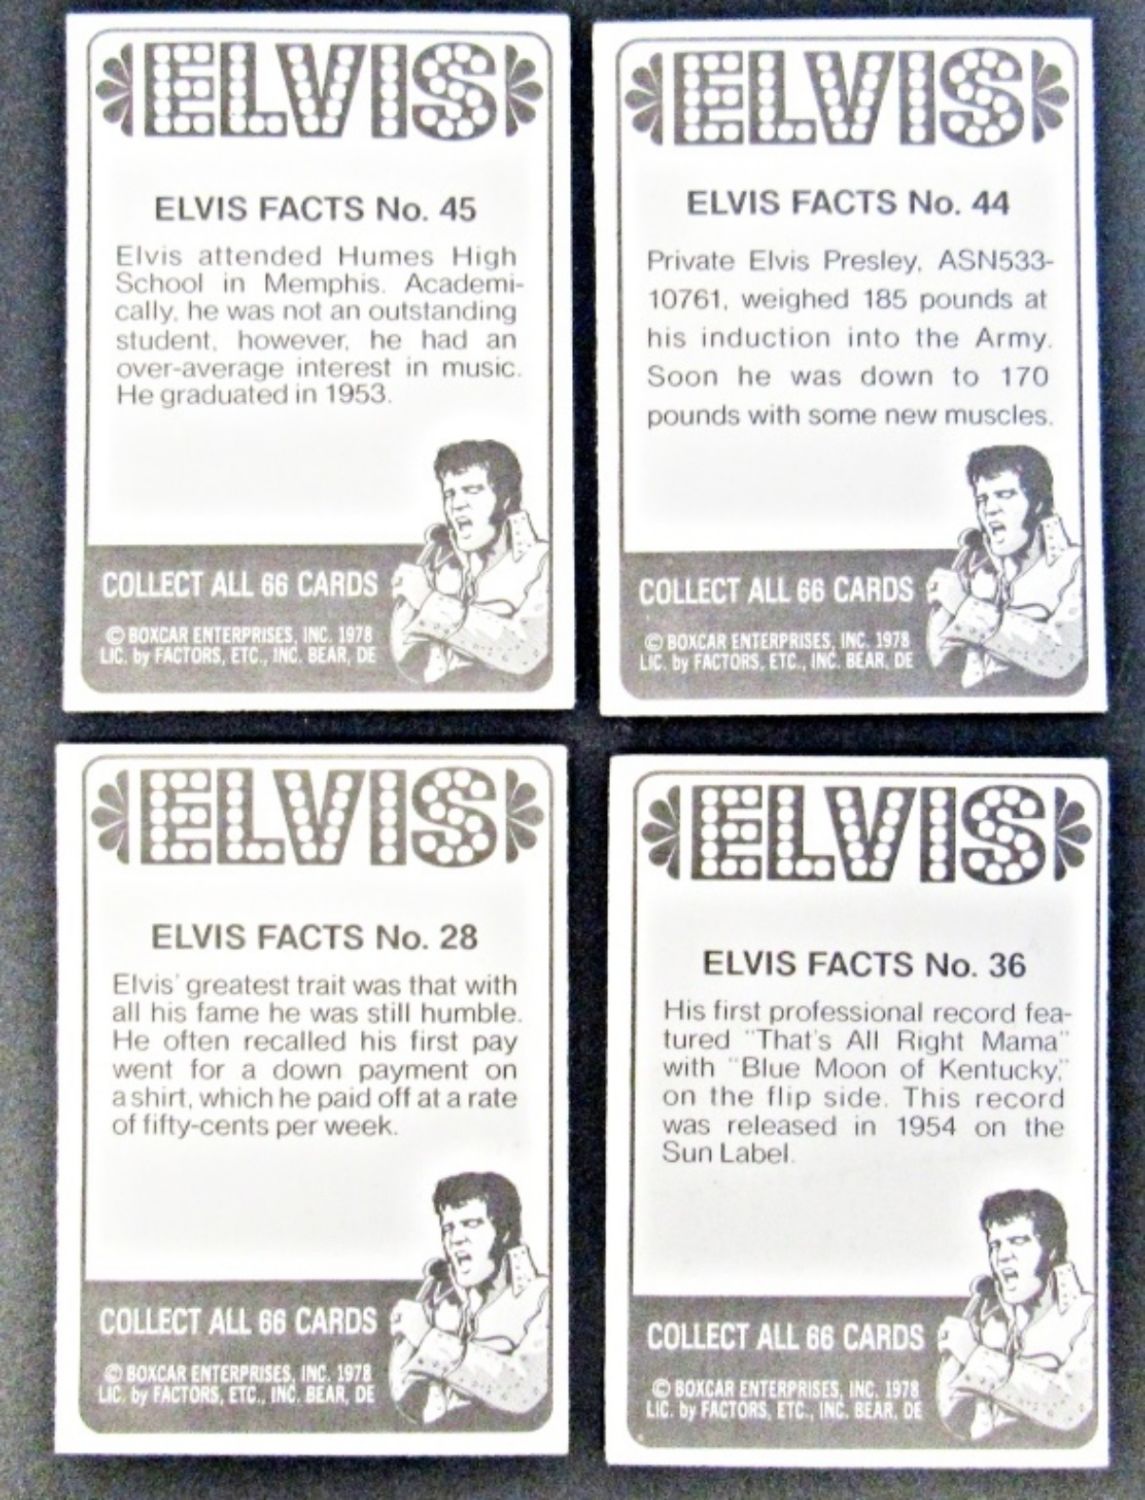 ELVIS
ELVIS FACTS No. 45
Elvis attended Humes High
School in Memphis. Academi-
cally, he was not an outstanding
student, however, he had an
over-average interest in music.
He graduated in 1953.
COLLECT ALL 66 CARDS
© BOXCAR ENTERPRISES, INC. 1978
LIC. by FACTORS, ETC., INC. BEAR, DE
ELVIS
ELVIS FACTS No. 44
Private Elvis Presley, ASN533-
10761, weighed 185 pounds at
his induction into the Army.
Soon he was down to 170
pounds with some new muscles.
COLLECT ALL 66 CARDS
© BOXCAR ENTERPRISES, INC. 1978
LIC. by FACTORS, ETC., INC. BEAR, DE
ELVIS
ELVIS FACTS No. 28
Elvis' greatest trait was that with
all his fame he was still humble.
He often recalled his first pay
went for a down payment on
a shirt, which he paid off at a rate
of fifty-cents per week.
COLLECT ALL 66 CARDS
© BOXCAR ENTERPRISES, INC. 1978
LIC. by FACTORS, ETC., INC. BEAR, DE
ELVIS
ELVIS FACTS No. 36
His first professional record fea-
tured "That's All Right Mama"
with "Blue Moon of Kentucky,"
on the flip side. This record
was released in 1954 on the
Sun Label.
COLLECT ALL 66 CARDS
© BOXCAR ENTERPRISES, INC. 1978
LIC. by FACTORS, ETC., INC. BEAR, DE